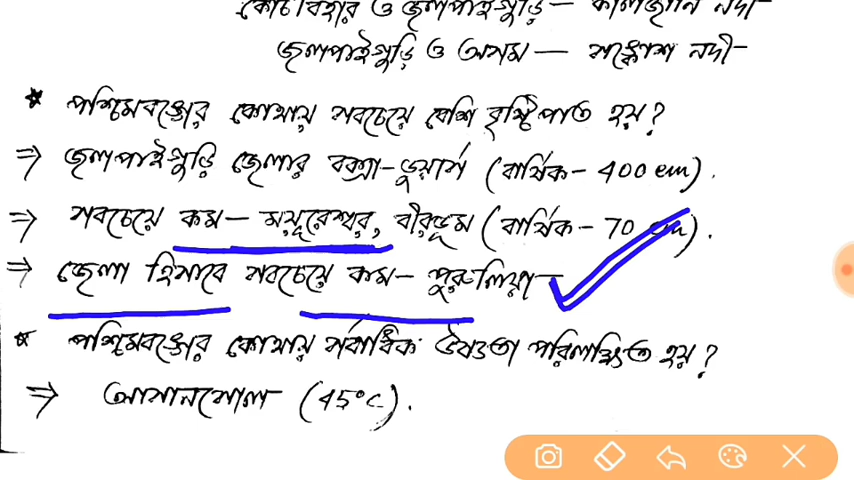 কোচবিহার ও জলপাইগুড়ি — কালজানি নদী
জলপাইগুড়ি ও অসম — সঙ্কোশ নদী
* পশ্চিমবঙ্গের কোথায় সবচেয়ে বেশি বৃষ্টিপাত হয়?
⇒ জলপাইগুড়ি জেলার বক্সা-ডুয়ার্স (বার্ষিক - 400 cm).
⇒ সবচেয়ে কম - ময়ূরেশ্বর, বীরভূম (বার্ষিক - 70 cm).
⇒ জেলা হিসাবে সবচেয়ে কম - পুরুলিয়া
* পশ্চিমবঙ্গের কোথায় সর্বাধিক উষ্ণতা পরিলক্ষিত হয়?
⇒ আসানসোল (45°c).